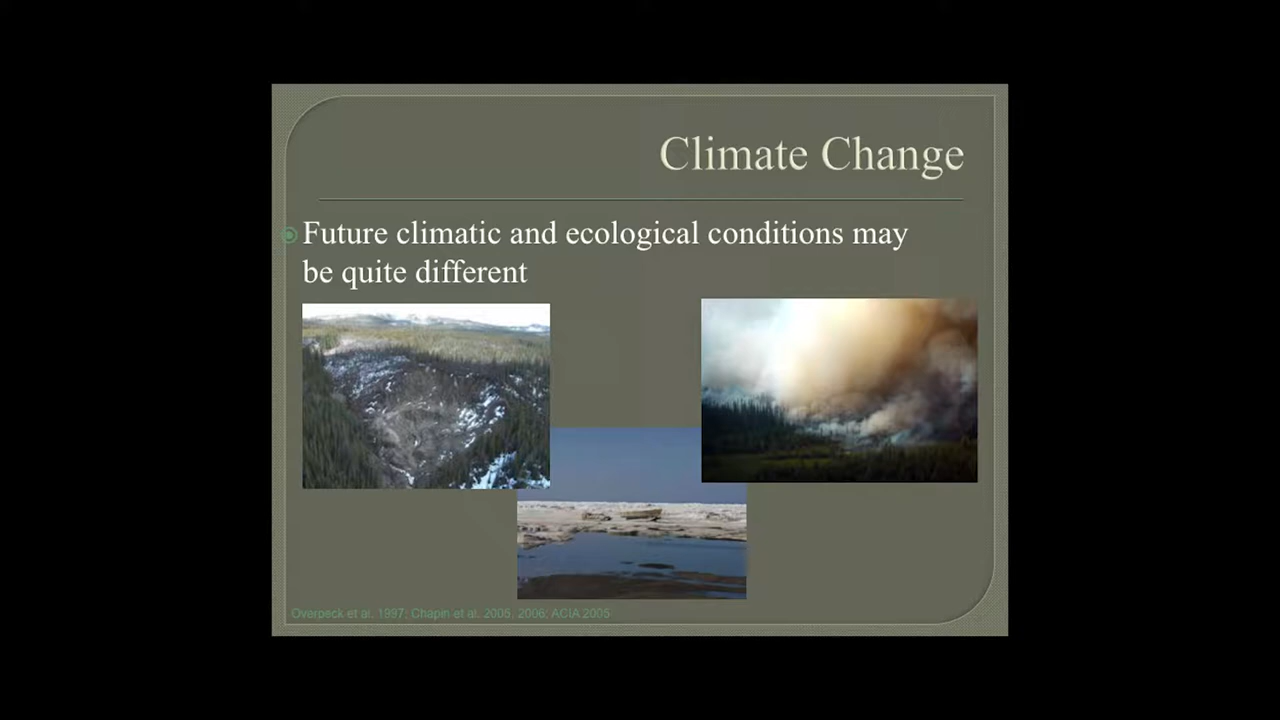 Climate Change
Future climatic and ecological conditions may
be quite different
Overpeck et al. 1997; Chapin et al. 2005, 2006; ACIA 2005